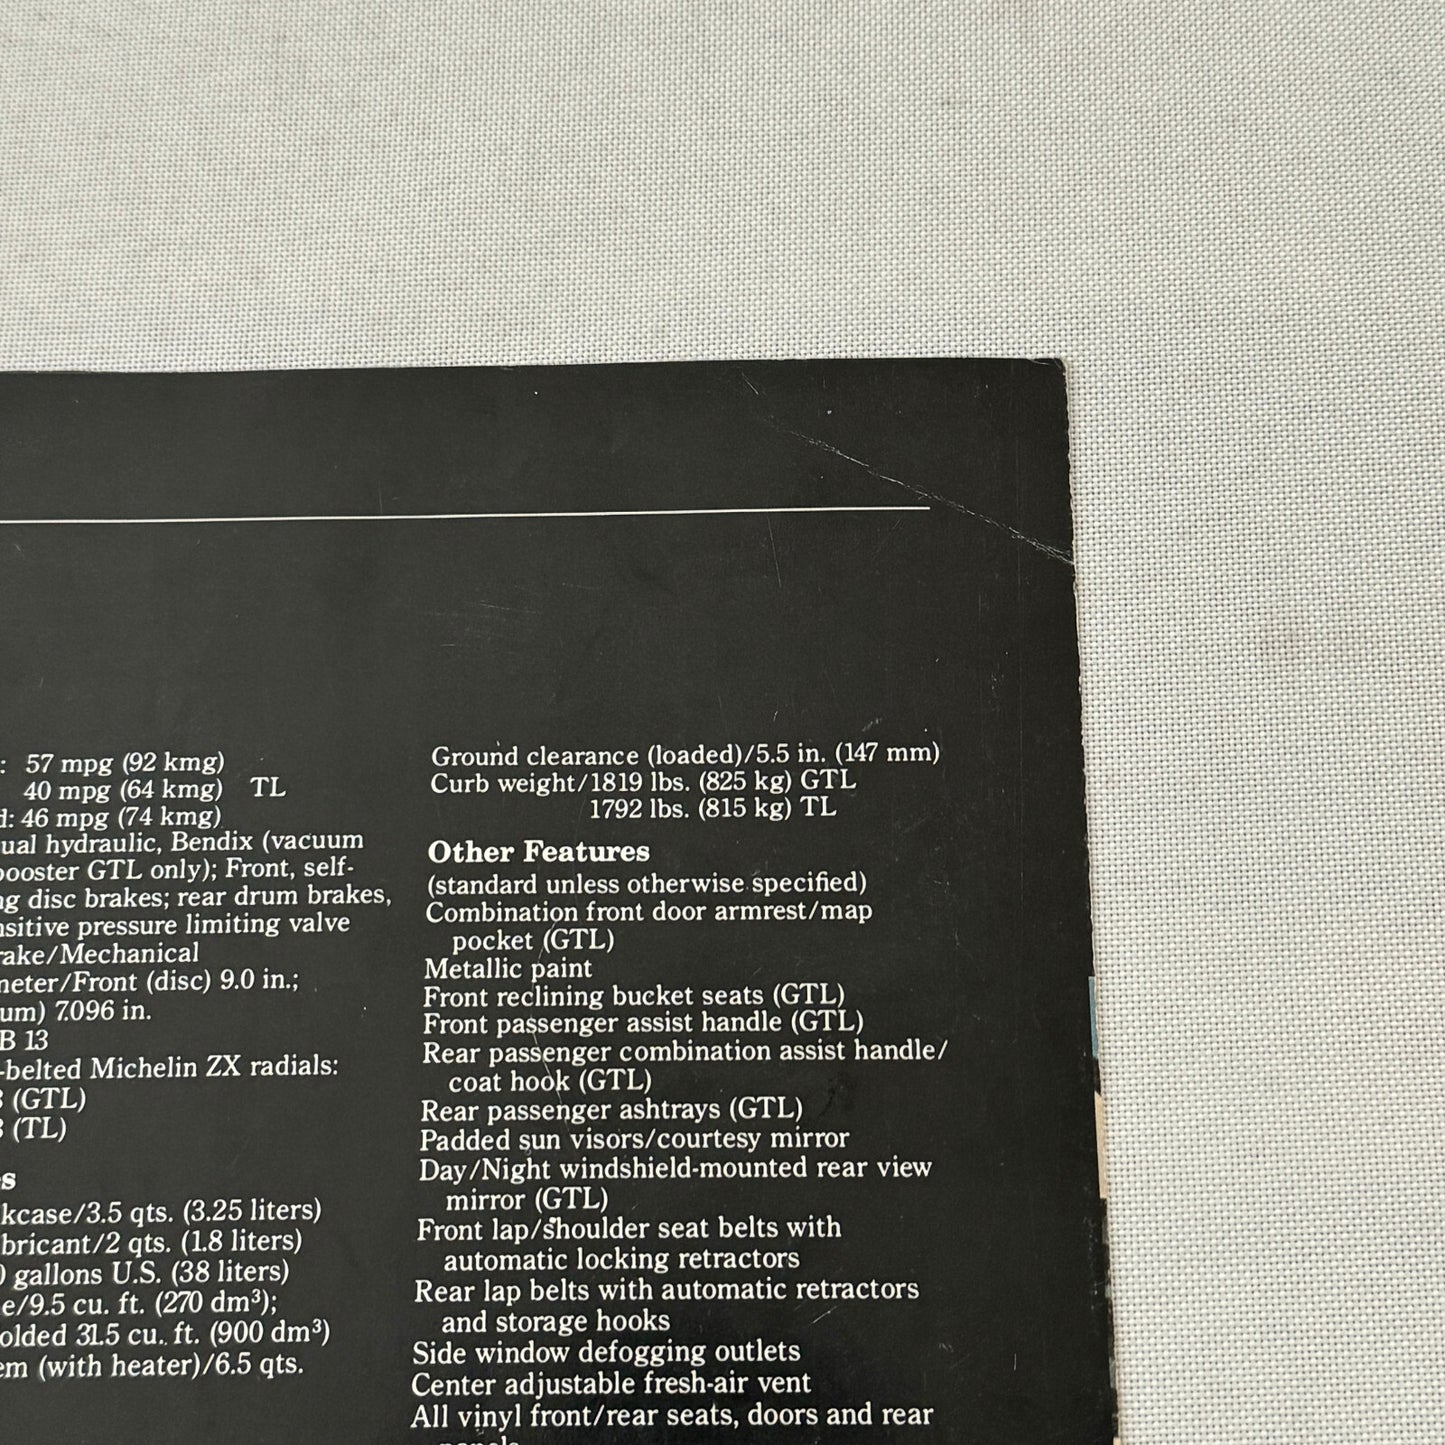 : 57 mpg (92 kmg)
40 mpg (64 kmg) TL
d: 46 mpg (74 kmg)
ual hydraulic, Bendix (vacuum
booster GTL only); Front, self-
ng disc brakes; rear drum brakes,
nsitive pressure limiting valve
rake/Mechanical
meter/Front (disc) 9.0 in.;
um) 7.096 in.
B 13
-belted Michelin ZX radials:
(GTL)
(TL)
s
kcase/3.5 qts. (3.25 liters)
bricant/2 qts. (1.8 liters)
0 gallons U.S. (38 liters)
e/9.5 cu. ft. (270 dm³);
olded 31.5 cu. ft. (900 dm³)
em (with heater)/6.5 qts.
Ground clearance (loaded)/5.5 in. (147 mm)
Curb weight/1819 lbs. (825 kg) GTL
1792 lbs. (815 kg) TL
Other Features
(standard unless otherwise specified)
Combination front door armrest/map
pocket (GTL)
Metallic paint
Front reclining bucket seats (GTL)
Front passenger assist handle (GTL)
Rear passenger combination assist handle/
coat hook (GTL)
Rear passenger ashtrays (GTL)
Padded sun visors/courtesy mirror
Day/Night windshield-mounted rear view
mirror (GTL)
Front lap/shoulder seat belts with
automatic locking retractors
Rear lap belts with automatic retractors
and storage hooks
Side window defogging outlets
Center adjustable fresh-air vent
All vinyl front/rear seats, doors and rear